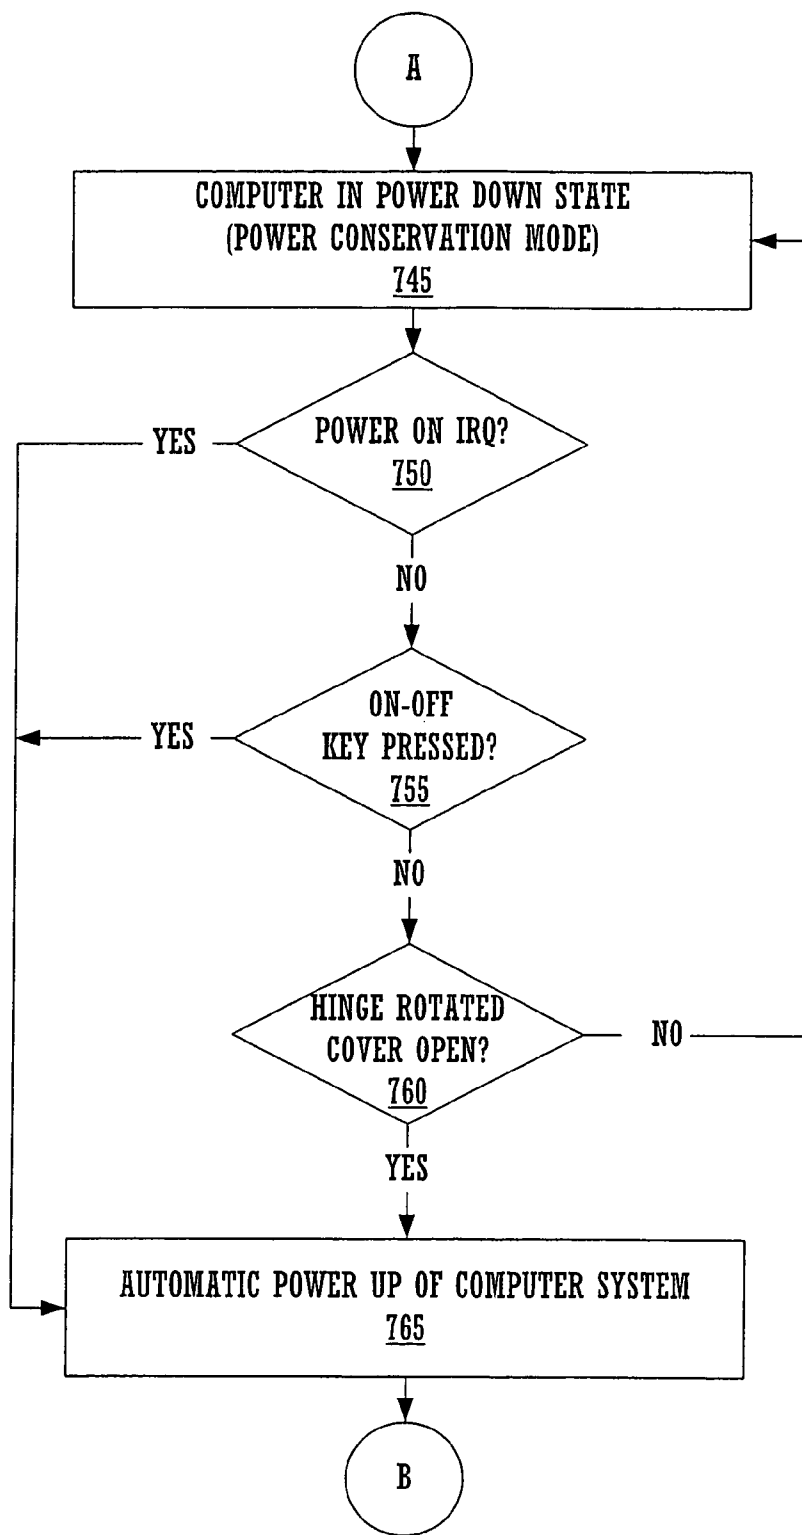 A
COMPUTER IN POWER DOWN STATE
(POWER CONSERVATION MODE)
745
YES
POWER ON IRQ?
750
NO
YES
ON-OFF
KEY PRESSED?
755
NO
HINGE ROTATED
COVER OPEN?
760
NO
YES
AUTOMATIC POWER UP OF COMPUTER SYSTEM
765
B